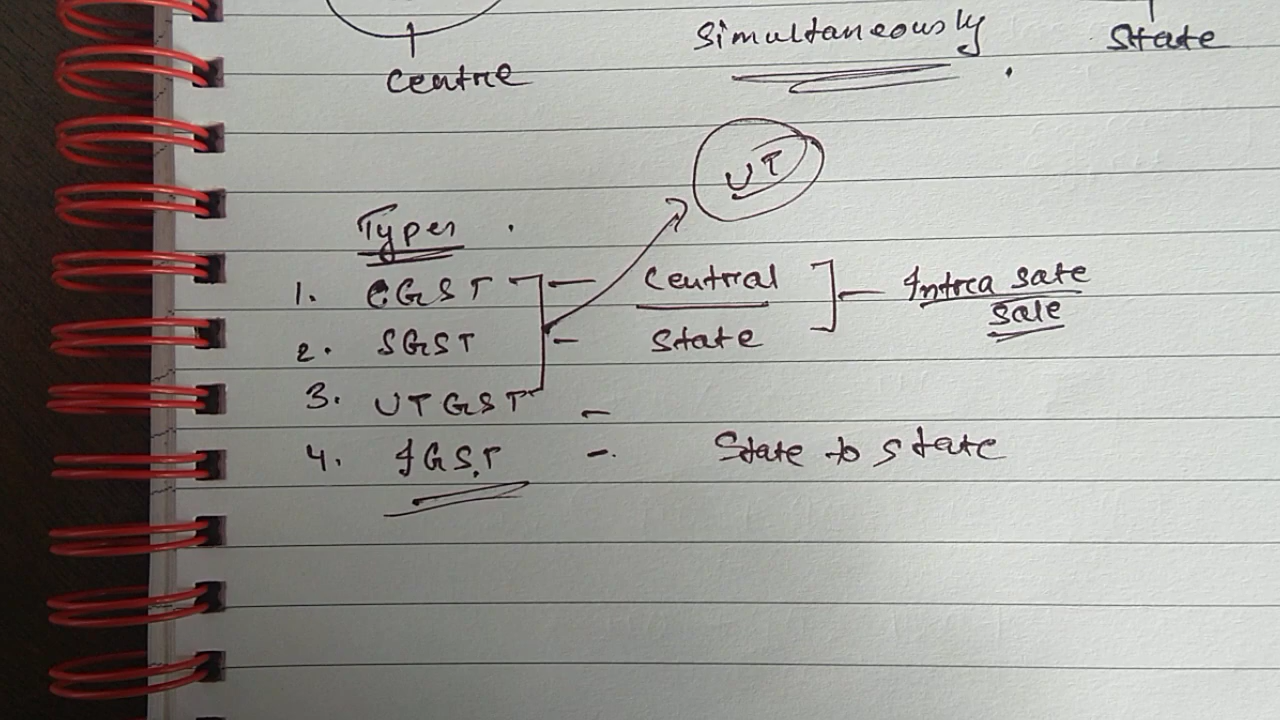 centre Simultaneously State
UT
Types
1. CGST - Central Intra Sate
Sale
2. SGST - State
3. UTGST -
4. IGST - State to state